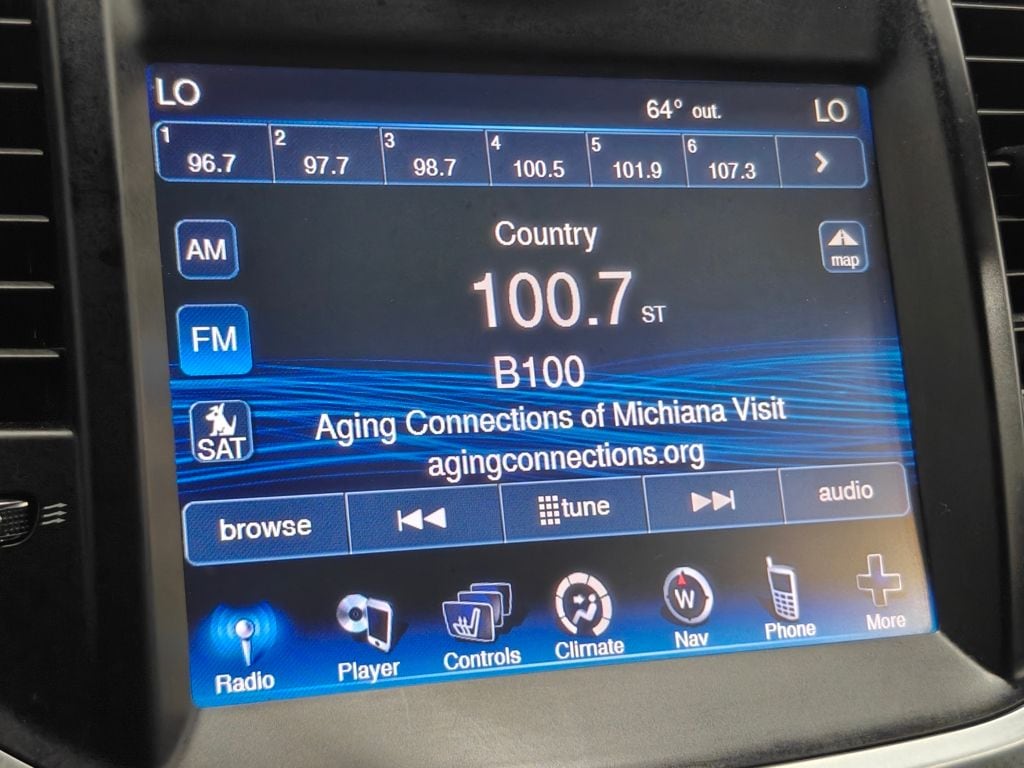 LO 64° out. LO
1 2 3 4 5 6
96.7 97.7 98.7 100.5 101.9 107.3
AM
Country
map
100.7 ST
FM
B100
SAT
Aging Connections of Michiana Visit
agingconnections.org
browse tune audio
W
Radio Player Controls Climate Nav Phone More